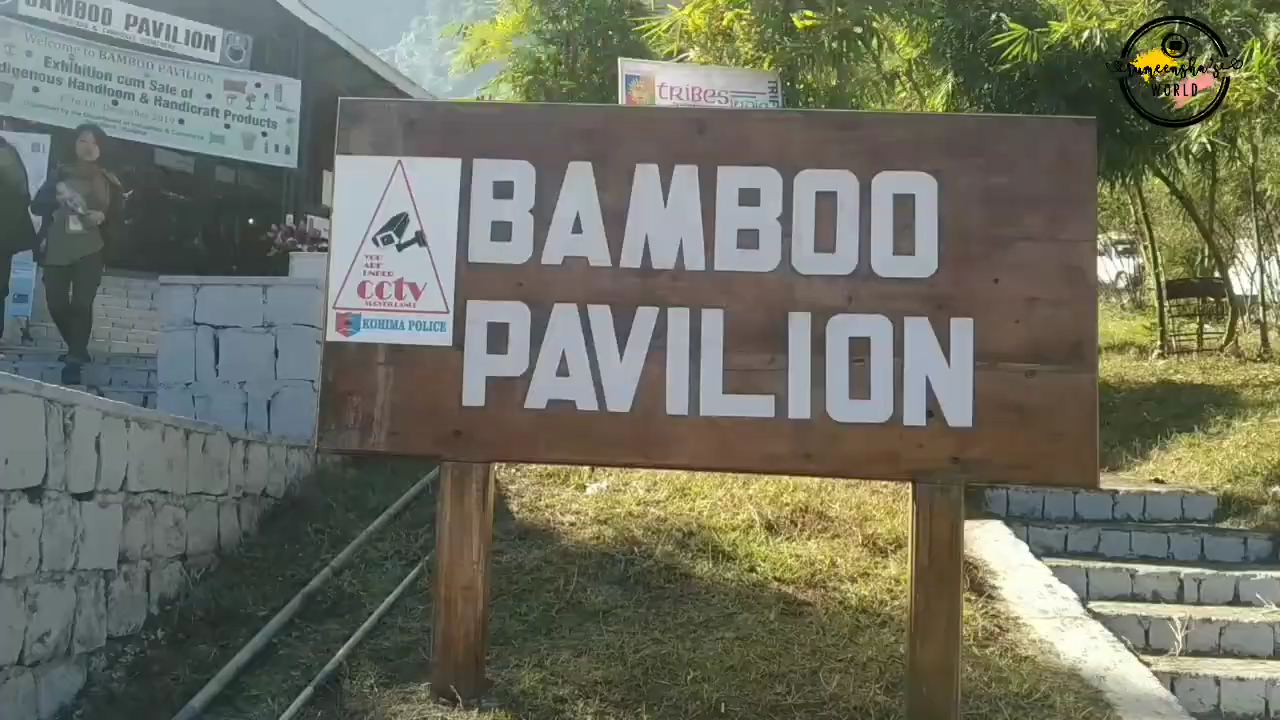 BAMBOO PAVILION
Welcome to BAMBOO PAVILION
Exhibition cum Sale of
Indigenous Handloom & Handicraft Products
TRIBES
India
BAMBOO
PAVILION
YOU
ARE
UNDER
CCTV
SURVEILLANCE
KOHIMA POLICE
WORLD